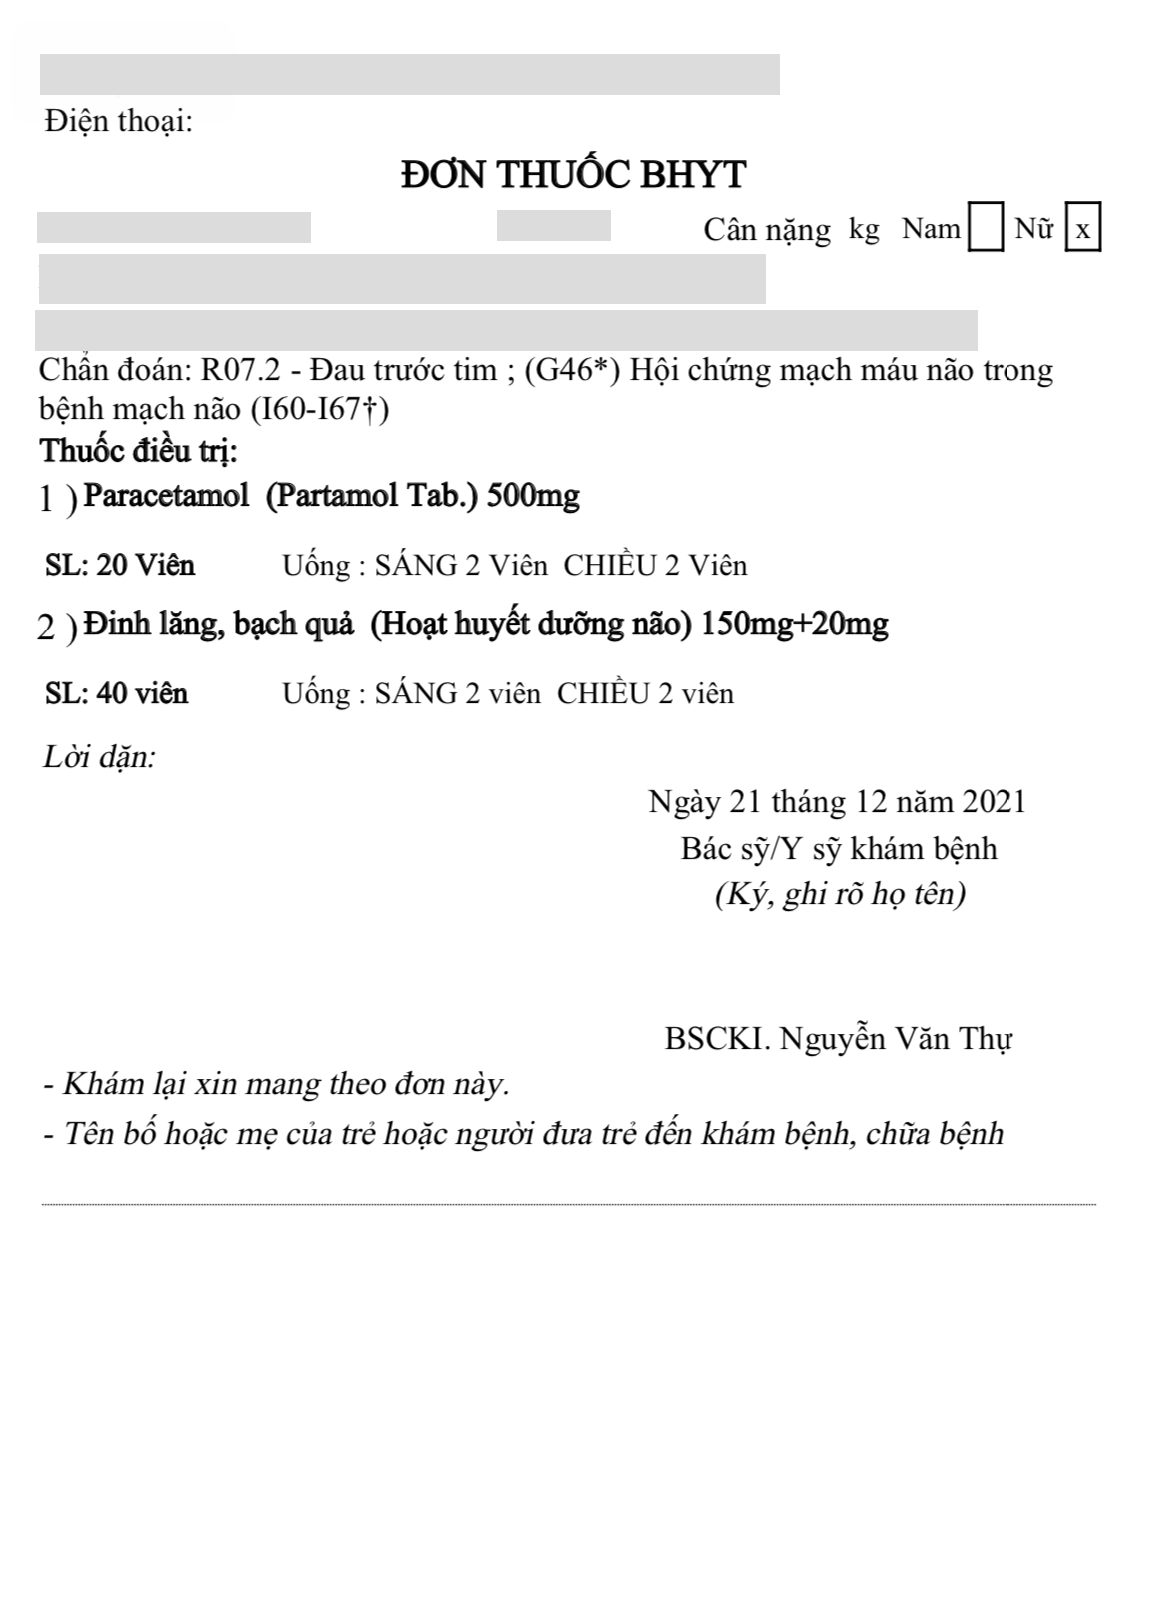 Điện thoại:
ĐƠN THUỐC BHYT
Cân nặng kg Nam Nữ x
Chẩn đoán: R07.2 - Đau trước tim ; (G46*) Hội chứng mạch máu não trong
bệnh mạch não (I60-I67†)
Thuốc điều trị:
1 ) Paracetamol (Partamol Tab.) 500mg
SL: 20 Viên Uống : SÁNG 2 Viên CHIỀU 2 Viên
2 ) Đinh lăng, bạch quả (Hoạt huyết dưỡng não) 150mg+20mg
SL: 40 viên Uống : SÁNG 2 viên CHIỀU 2 viên
Lời dặn:
Ngày 21 tháng 12 năm 2021
Bác sỹ/Y sỹ khám bệnh
(Ký, ghi rõ họ tên)
BSCKI. Nguyễn Văn Thự
- Khám lại xin mang theo đơn này.
- Tên bố hoặc mẹ của trẻ hoặc người đưa trẻ đến khám bệnh, chữa bệnh